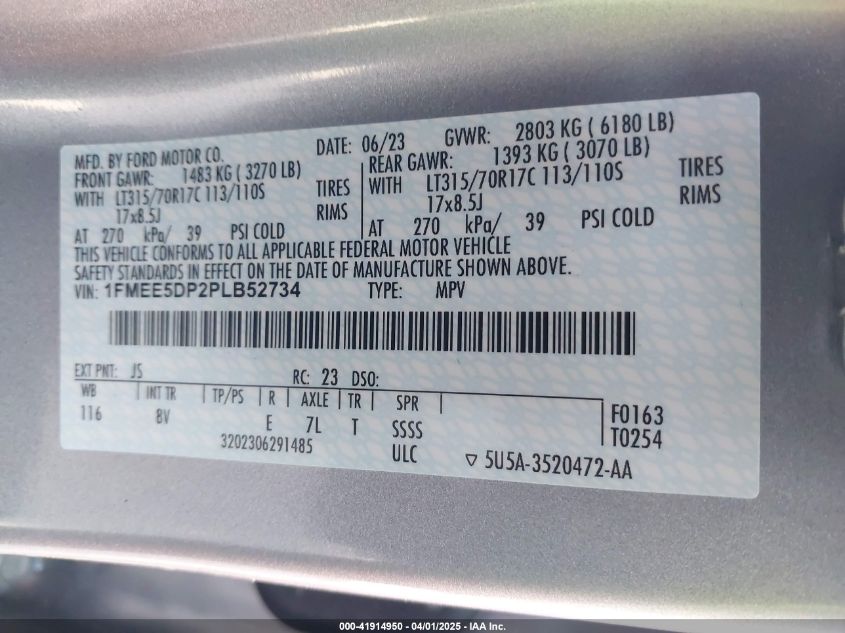 MFD. BY FORD MOTOR CO. DATE: 06/23 GVWR: 2803 KG ( 6180 LB)
FRONT GAWR: 1483 KG ( 3270 LB) REAR GAWR: 1393 KG ( 3070 LB)
WITH LT315/70R17C 113/110S TIRES WITH LT315/70R17C 113/110S TIRES
17x8.5J RIMS 17x8.5J RIMS
AT 270 kPa/ 39 PSI COLD AT 270 kPa/ 39 PSI COLD
THIS VEHICLE CONFORMS TO ALL APPLICABLE FEDERAL MOTOR VEHICLE
SAFETY STANDARDS IN EFFECT ON THE DATE OF MANUFACTURE SHOWN ABOVE.
VIN: 1FMEE5DP2PLB52734 TYPE: MPV
EXT PNT: JS RC: 23 DSO:
WB INT TR TP/PS R AXLE TR SPR
116 8V E 7L T SSSS F0163
3202306291485 ULC T0254
5U5A-3520472-AA
000-41914950 - 04/01/2025 - IAA Inc.